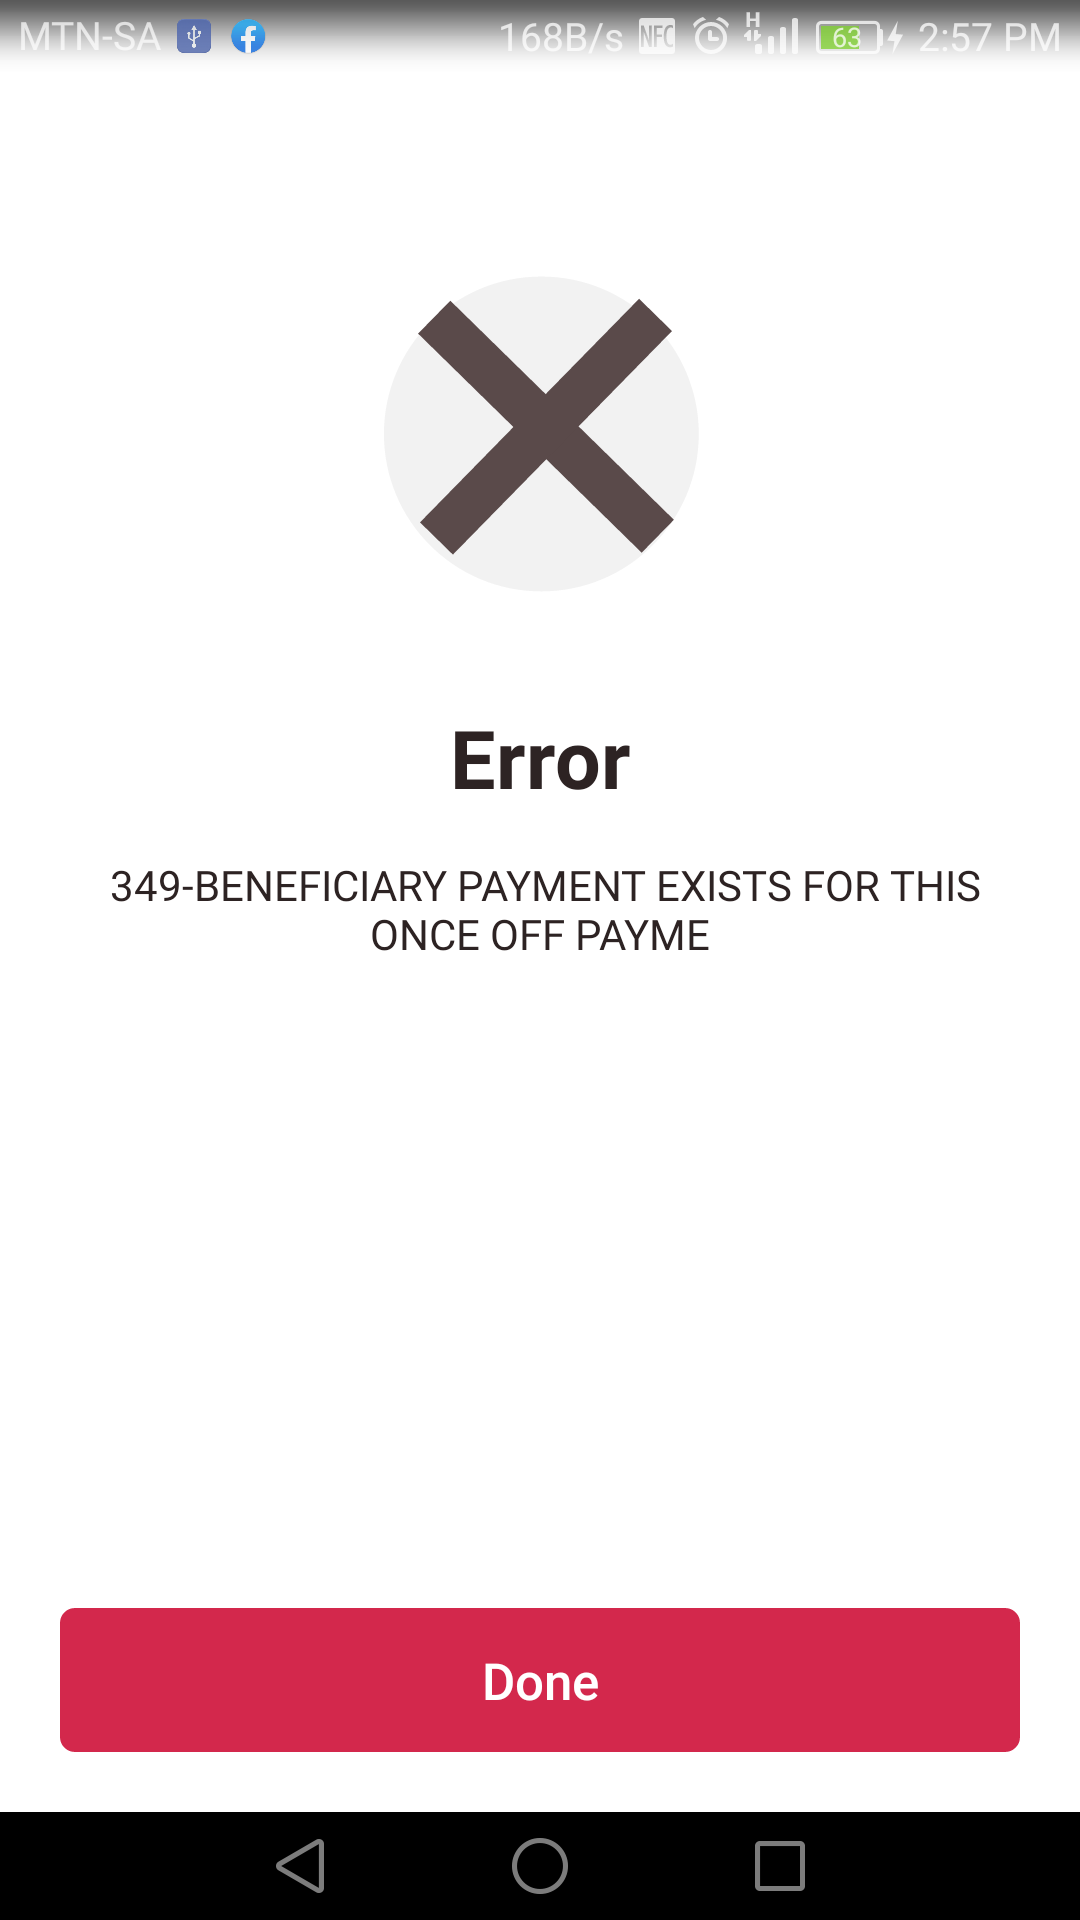 MTN-SA 168B/s NFC H 63 2:57 PM
Error
349-BENEFICIARY PAYMENT EXISTS FOR THIS
ONCE OFF PAYME
Done